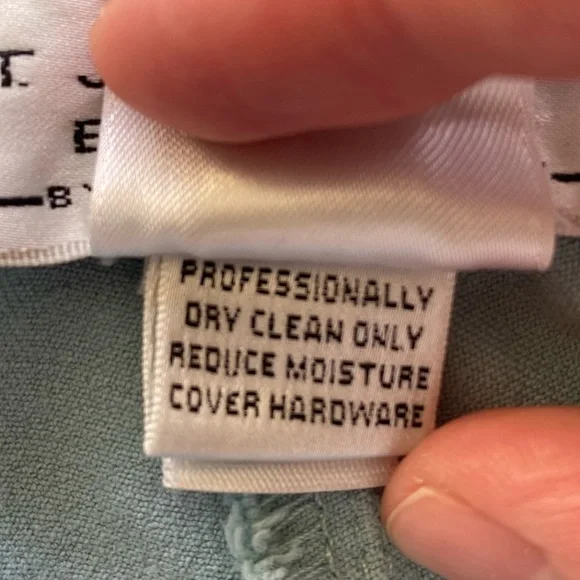 PROFESSIONALLY
DRY CLEAN ONLY
REDUCE MOISTURE
COVER HARDWARE